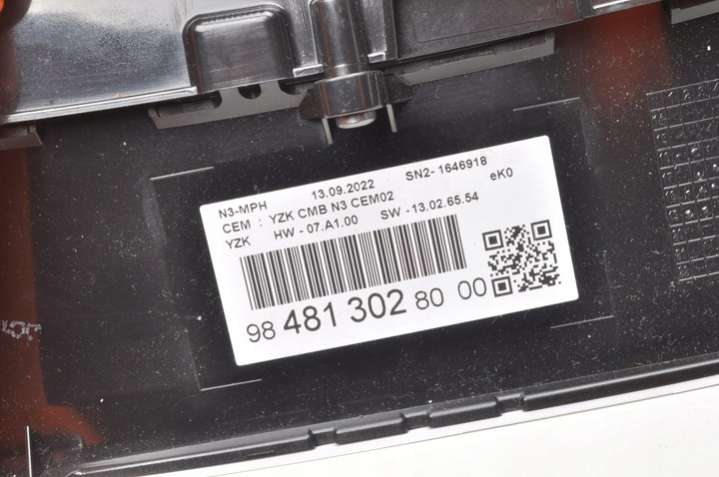 N3-MPH 13.09.2022 SN2- 1646918
CEM : YZK CMB N3 CEM02 eK0
YZK HW - 07.A1.00 SW - 13.02.65.54
98 481 302 80 00